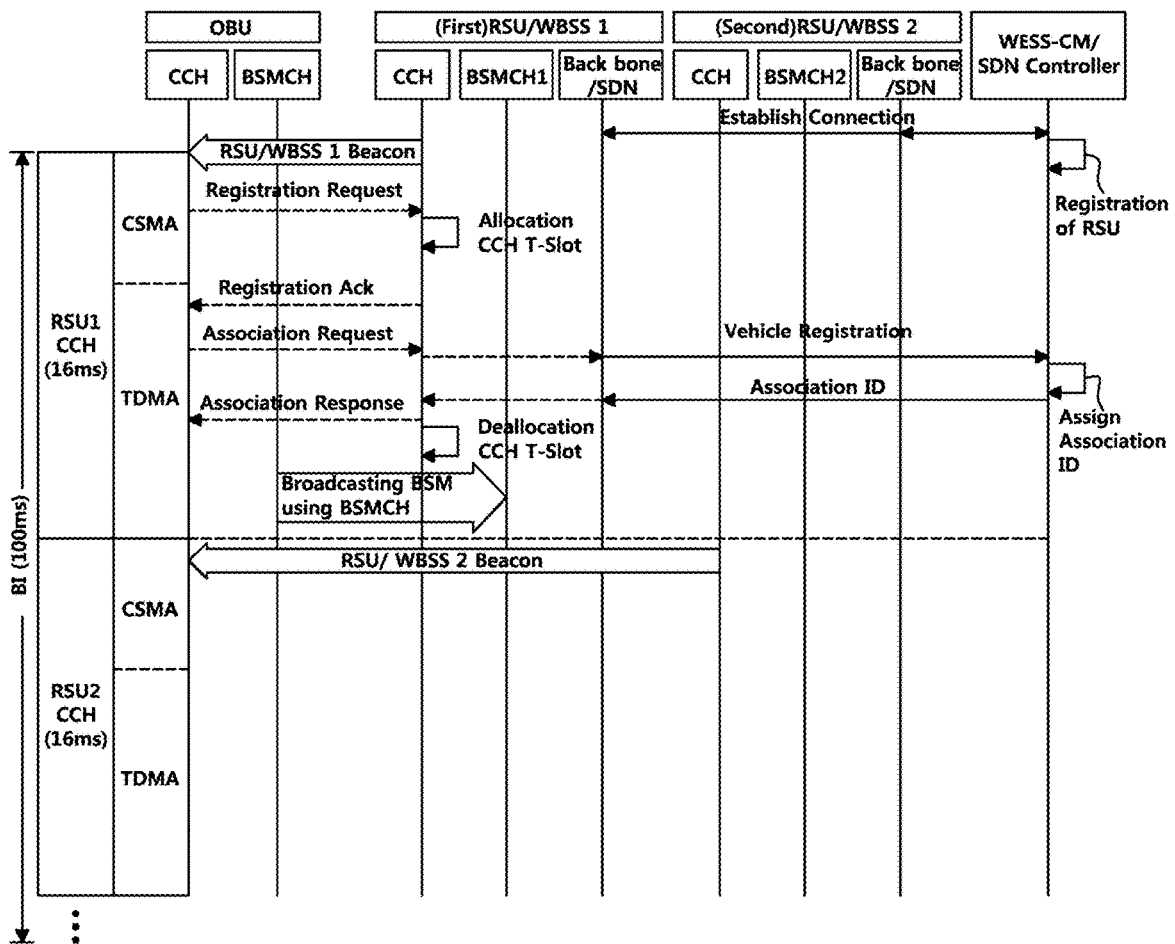 OBU
(First)RSU/WBSS 1
(Second)RSU/WBSS 2
WESS-CM/
SDN Controller
CCH
BSMCH
CCH
BSMCH1
Back bone
/SDN
CCH
BSMCH2
Back bone
/SDN
Establish Connection
RSU/WBSS 1 Beacon
Registration Request
Registration
of RSU
CSMA
Allocation
CCH T-Slot
Registration Ack
RSU1
CCH
(16ms)
Association Request
Vehicle Registration
TDMA
Association Response
Association ID
Assign
Association
ID
Deallocation
CCH T-Slot
Broadcasting BSM
using BSMCH
BI (100ms)
RSU/ WBSS 2 Beacon
CSMA
RSU2
CCH
(16ms)
TDMA